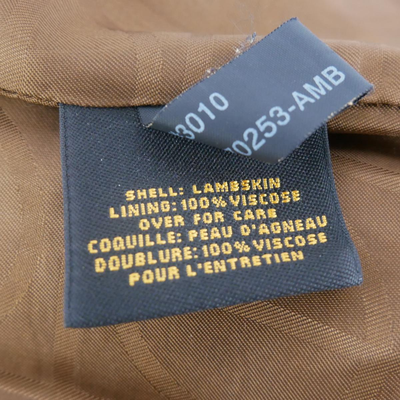 3010
0253-AMB
SHELL: LAMBSKIN
LINING: 100% VISCOSE
OVER FOR CARE
COQUILLE: PEAU D'AGNEAU
DOUBLURE: 100% VISCOSE
POUR L'ENTRETIEN